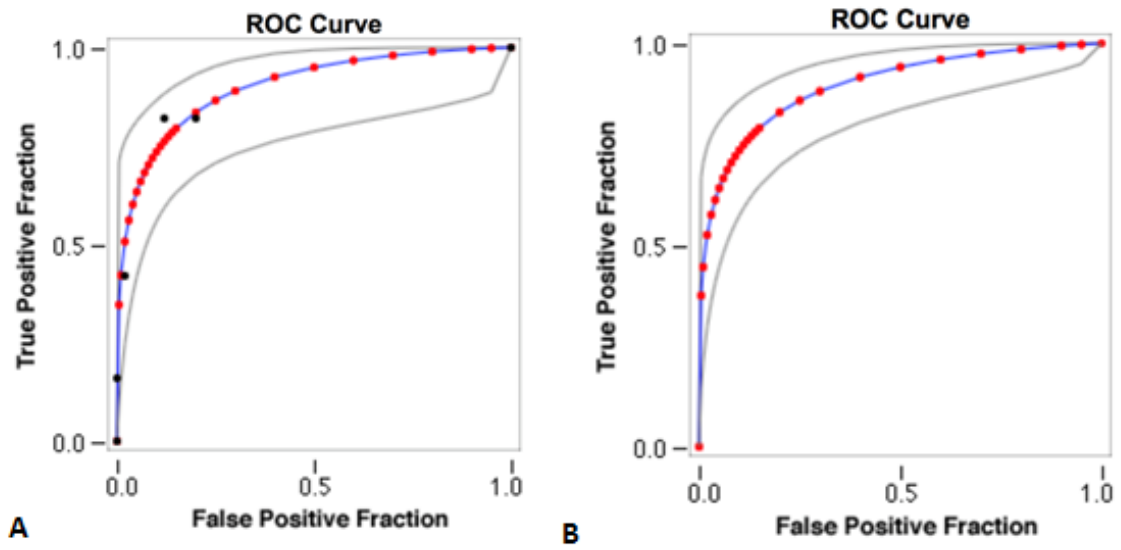 ROC Curve
1.0
0.5
0.0
True Positive Fraction
0.0 0.5 1.0
False Positive Fraction
A
ROC Curve
1.0
0.5
0.0
True Positive Fraction
0.0 0.5 1.0
False Positive Fraction
B